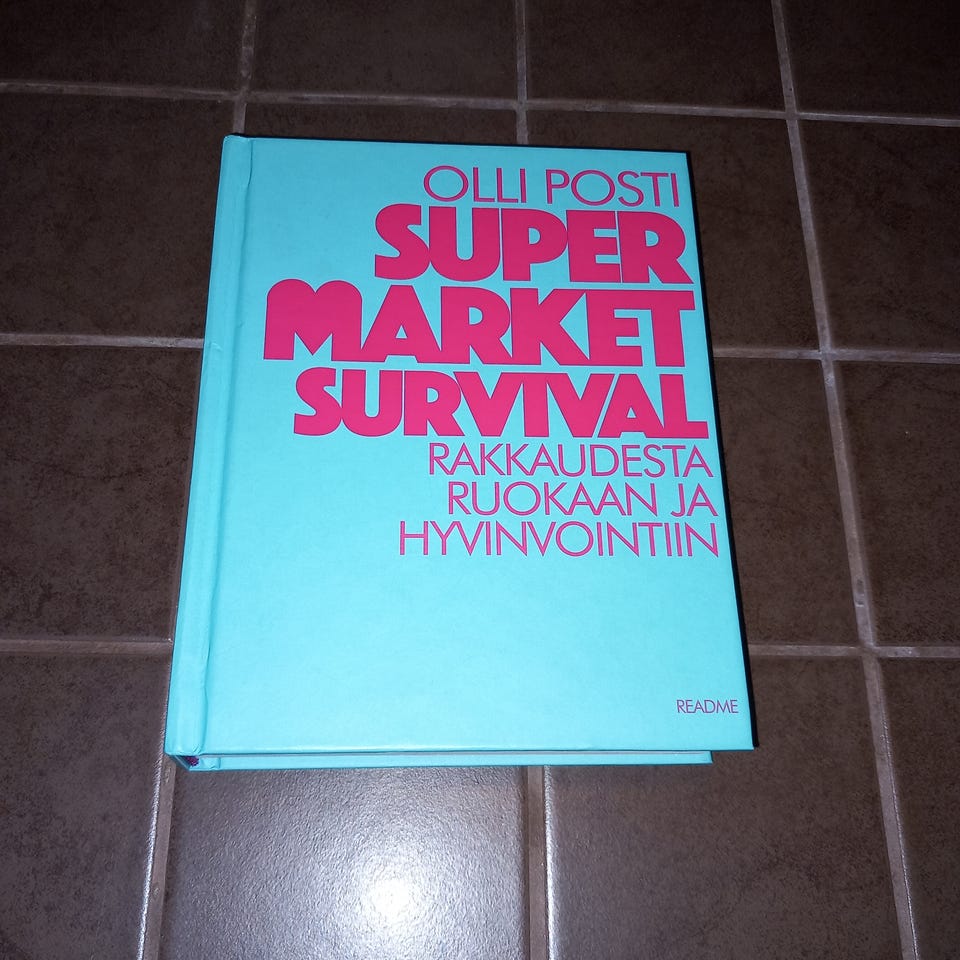 OLLI POSTI
SUPER
MARKET
SURVIVAL
RAKKAUDESTA
RUOKAAN JA
HYVINVOINTIIN
README